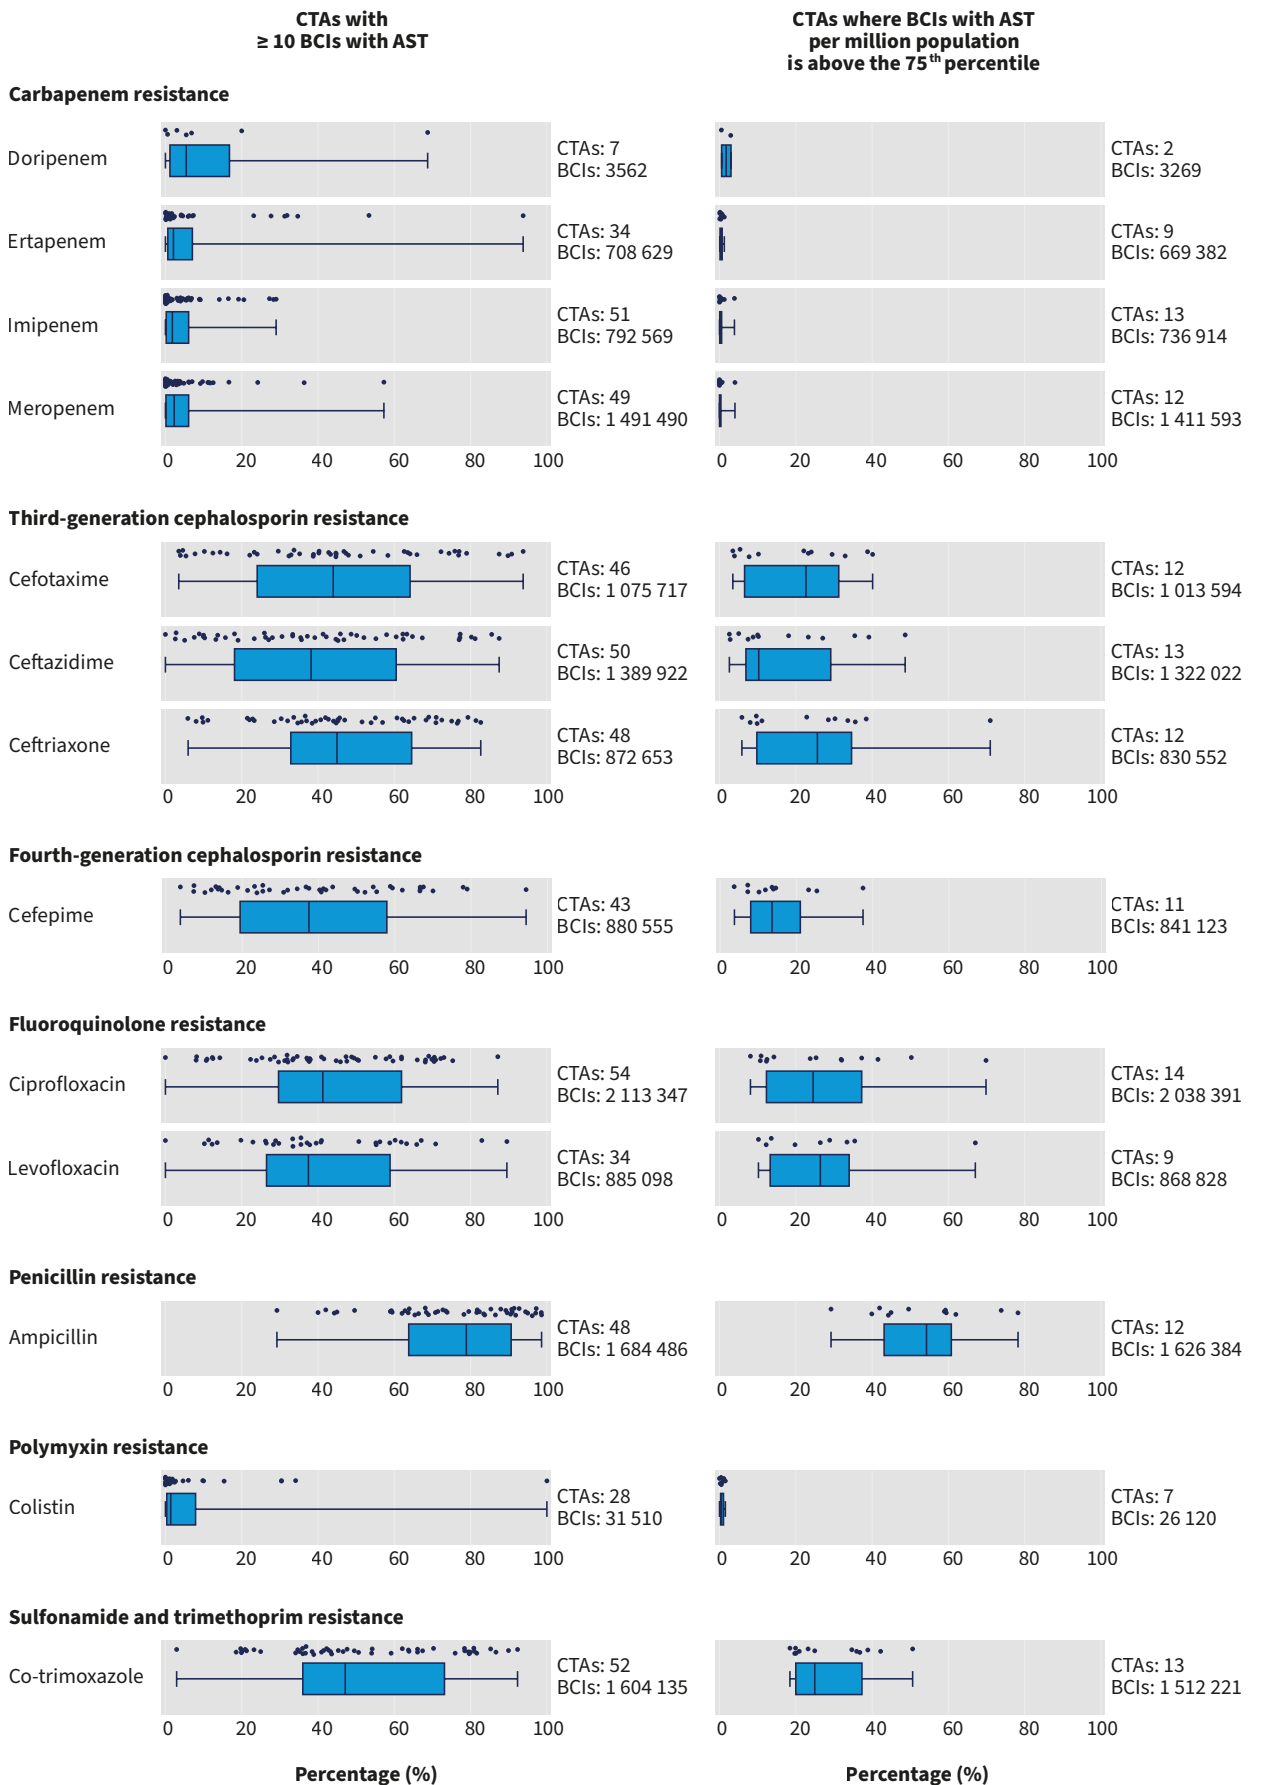 CTAs with
≥ 10 BCIs with AST
CTAs where BCIs with AST
per million population
is above the 75th percentile
Carbapenem resistance
Doripenem
CTAs: 7
BCIs: 3562
CTAs: 2
BCIs: 3269
Ertapenem
CTAs: 34
BCIs: 708 629
CTAs: 9
BCIs: 669 382
Imipenem
CTAs: 51
BCIs: 792 569
CTAs: 13
BCIs: 736 914
Meropenem
CTAs: 49
BCIs: 1 491 490
CTAs: 12
BCIs: 1 411 593
0 20 40 60 80 100
0 20 40 60 80 100
Third-generation cephalosporin resistance
Cefotaxime
CTAs: 46
BCIs: 1 075 717
CTAs: 12
BCIs: 1 013 594
Ceftazidime
CTAs: 50
BCIs: 1 389 922
CTAs: 13
BCIs: 1 322 022
Ceftriaxone
CTAs: 48
BCIs: 872 653
CTAs: 12
BCIs: 830 552
0 20 40 60 80 100
0 20 40 60 80 100
Fourth-generation cephalosporin resistance
Cefepime
CTAs: 43
BCIs: 880 555
CTAs: 11
BCIs: 841 123
0 20 40 60 80 100
0 20 40 60 80 100
Fluoroquinolone resistance
Ciprofloxacin
CTAs: 54
BCIs: 2 113 347
CTAs: 14
BCIs: 2 038 391
Levofloxacin
CTAs: 34
BCIs: 885 098
CTAs: 9
BCIs: 868 828
0 20 40 60 80 100
0 20 40 60 80 100
Penicillin resistance
Ampicillin
CTAs: 48
BCIs: 1 684 486
CTAs: 12
BCIs: 1 626 384
0 20 40 60 80 100
0 20 40 60 80 100
Polymyxin resistance
Colistin
CTAs: 28
BCIs: 31 510
CTAs: 7
BCIs: 26 120
0 20 40 60 80 100
0 20 40 60 80 100
Sulfonamide and trimethoprim resistance
Co-trimoxazole
CTAs: 52
BCIs: 1 604 135
CTAs: 13
BCIs: 1 512 221
0 20 40 60 80 100
0 20 40 60 80 100
Percentage (%)
Percentage (%)